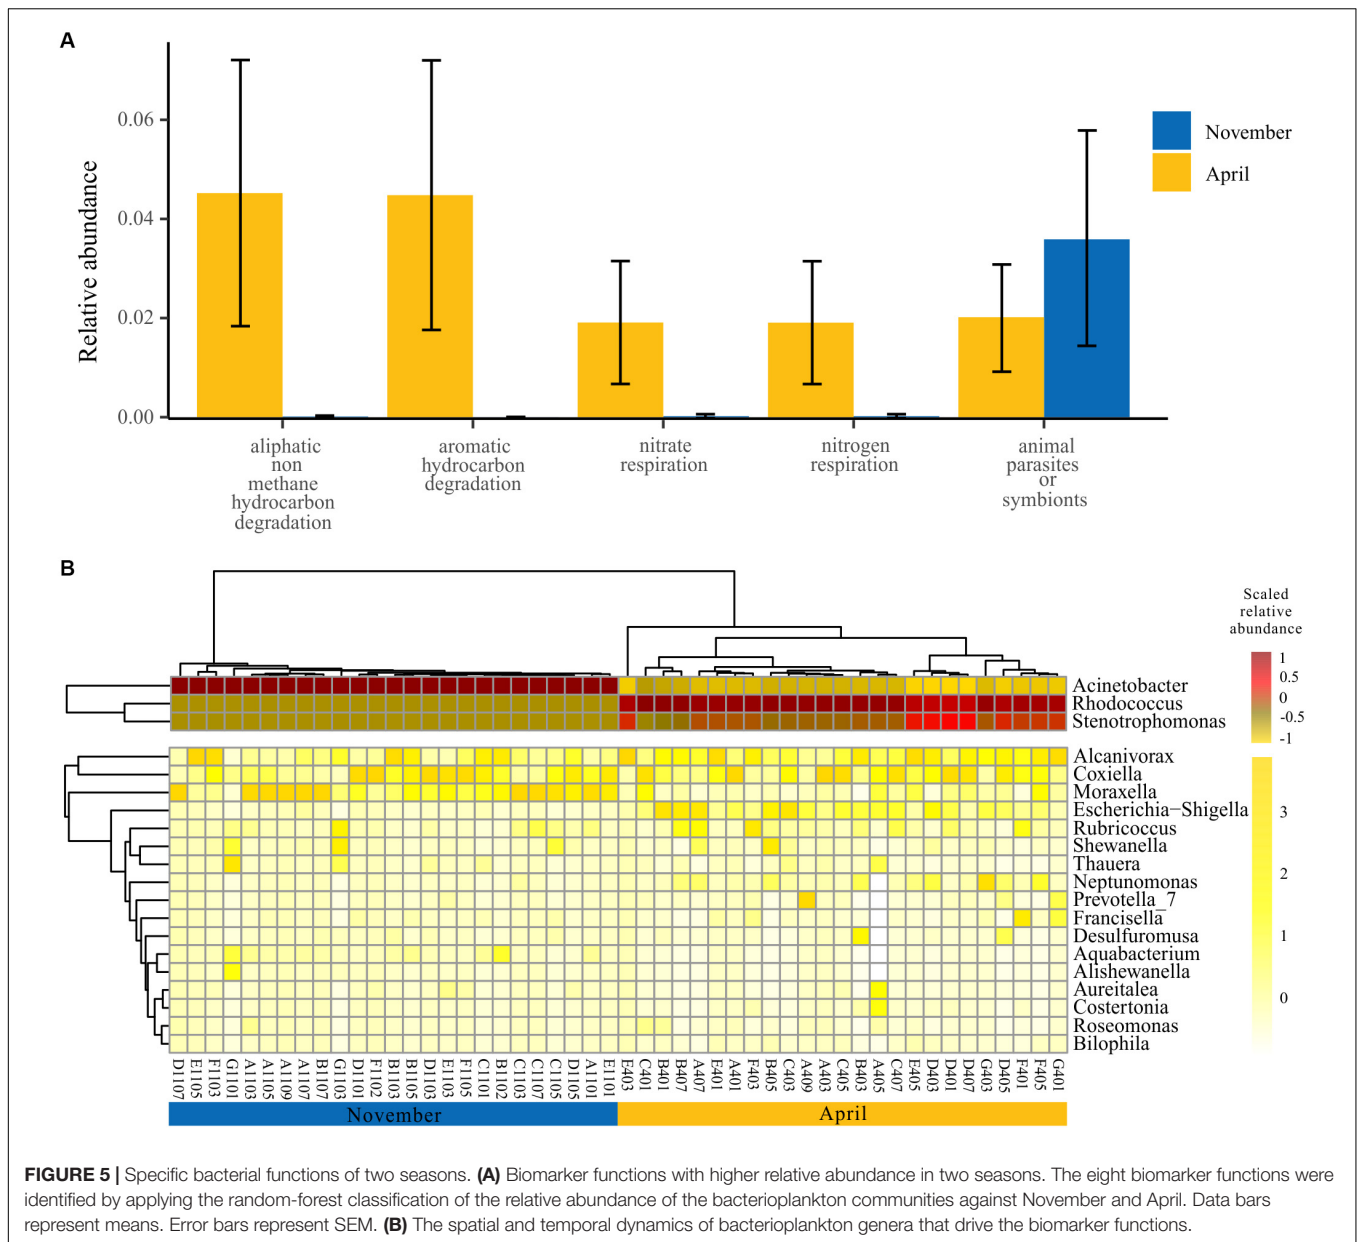 A
Relative abundance
0.06
0.04
0.02
0.00
November
April
aliphatic
non
methane
hydrocarbon
degradation
aromatic
hydrocarbon
degradation
nitrate
respiration
nitrogen
respiration
animal
parasites
or
symbionts
B
Scaled
relative
abundance
1
0.5
0
-0.5
-1
3
2
1
0
Acinetobacter
Rhodococcus
Stenotrophomonas
Alcanivorax
Coxiella
Moraxella
Escherichia-Shigella
Rubricoccus
Shewanella
Thauera
Neptunomonas
Prevotella_7
Francisella
Desulfuromusa
Aquabacterium
Alishewanella
Aureitalea
Costertonia
Roseomonas
Bilophila
D1107
E1105
F1103
G1101
A1103
A1105
A1109
A1107
B1107
G1103
D1101
F1102
B1103
B1105
D1103
E1103
F1105
C1101
B1102
C1103
C1107
C1105
D1105
A1101
E1101
E403
C401
B401
B407
A407
E401
A401
F403
B405
C403
A409
A403
C405
B403
A405
C407
E405
D403
D401
D407
G403
D405
F401
F405
G401
November
April
FIGURE 5 | Specific bacterial functions of two seasons. (A) Biomarker functions with higher relative abundance in two seasons. The eight biomarker functions were
identified by applying the random-forest classification of the relative abundance of the bacterioplankton communities against November and April. Data bars
represent means. Error bars represent SEM. (B) The spatial and temporal dynamics of bacterioplankton genera that drive the biomarker functions.